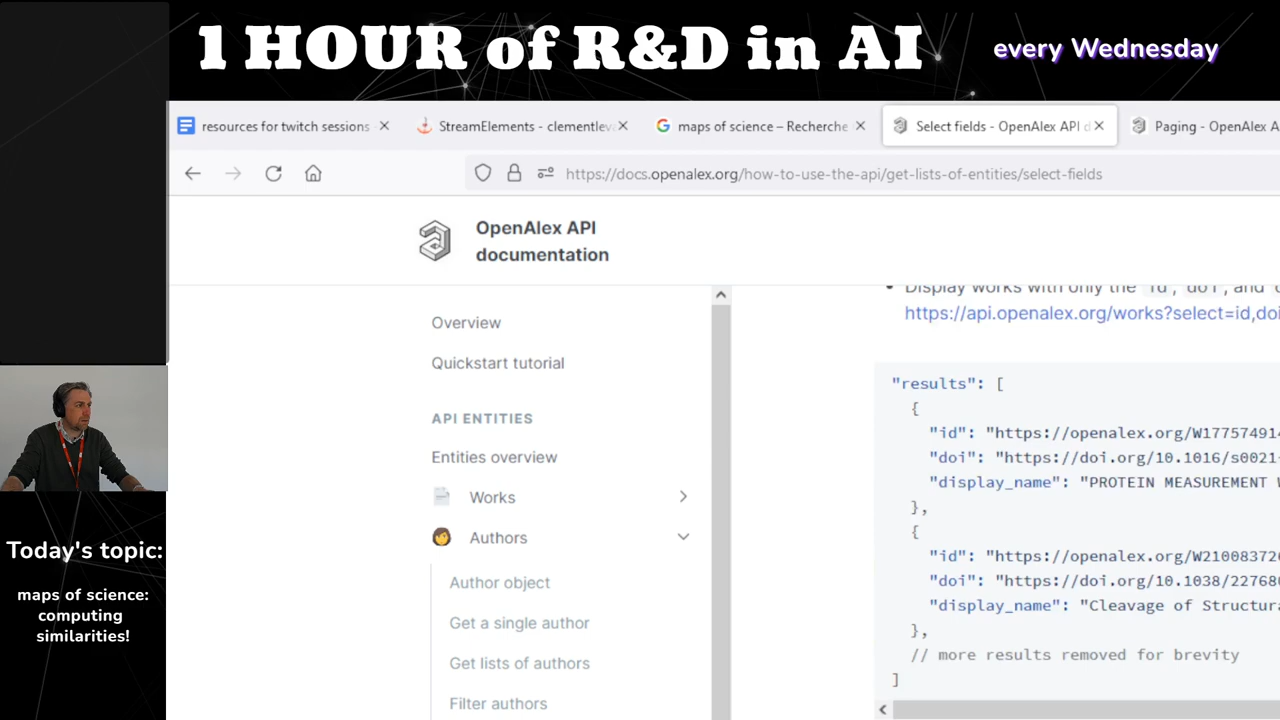 1 HOUR of R&D in AI
every Wednesday
resources for twitch sessions
StreamElements - clementlev
maps of science – Recherche
Select fields - OpenAlex API d
Paging - OpenAlex A
https://docs.openalex.org/how-to-use-the-api/get-lists-of-entities/select-fields
OpenAlex API
documentation
Display works with only the id, doi, and
https://api.openalex.org/works?select=id,doi
Overview
Quickstart tutorial
API ENTITIES
Entities overview
Works
Authors
Author object
Get a single author
Get lists of authors
Filter authors
"results": [
{
"id": "https://openalex.org/W177574914
"doi": "https://doi.org/10.1016/s0021-
"display_name": "PROTEIN MEASUREMENT W
},
{
"id": "https://openalex.org/W210083726
"doi": "https://doi.org/10.1038/227680
"display_name": "Cleavage of Structura
},
// more results removed for brevity
]
Today's topic:
maps of science:
computing
similarities!